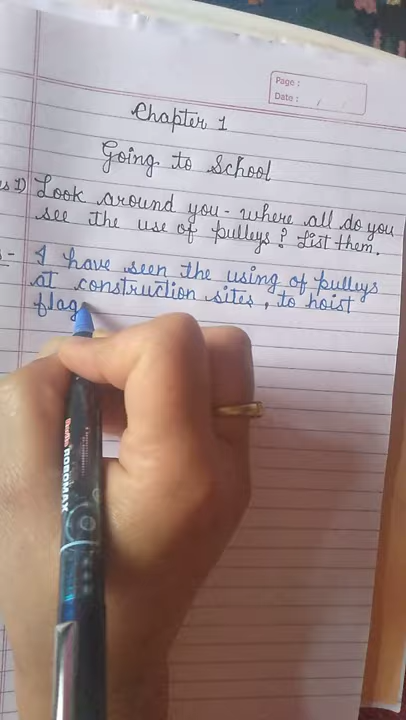 Page :
Date : / /
Chapter 1
Going to School
s 1) Look around you - where all do you
see the use of pulleys? List them.
s - I have seen the using of pulleys
at construction sites, to hoist
flag
ROBOMAX